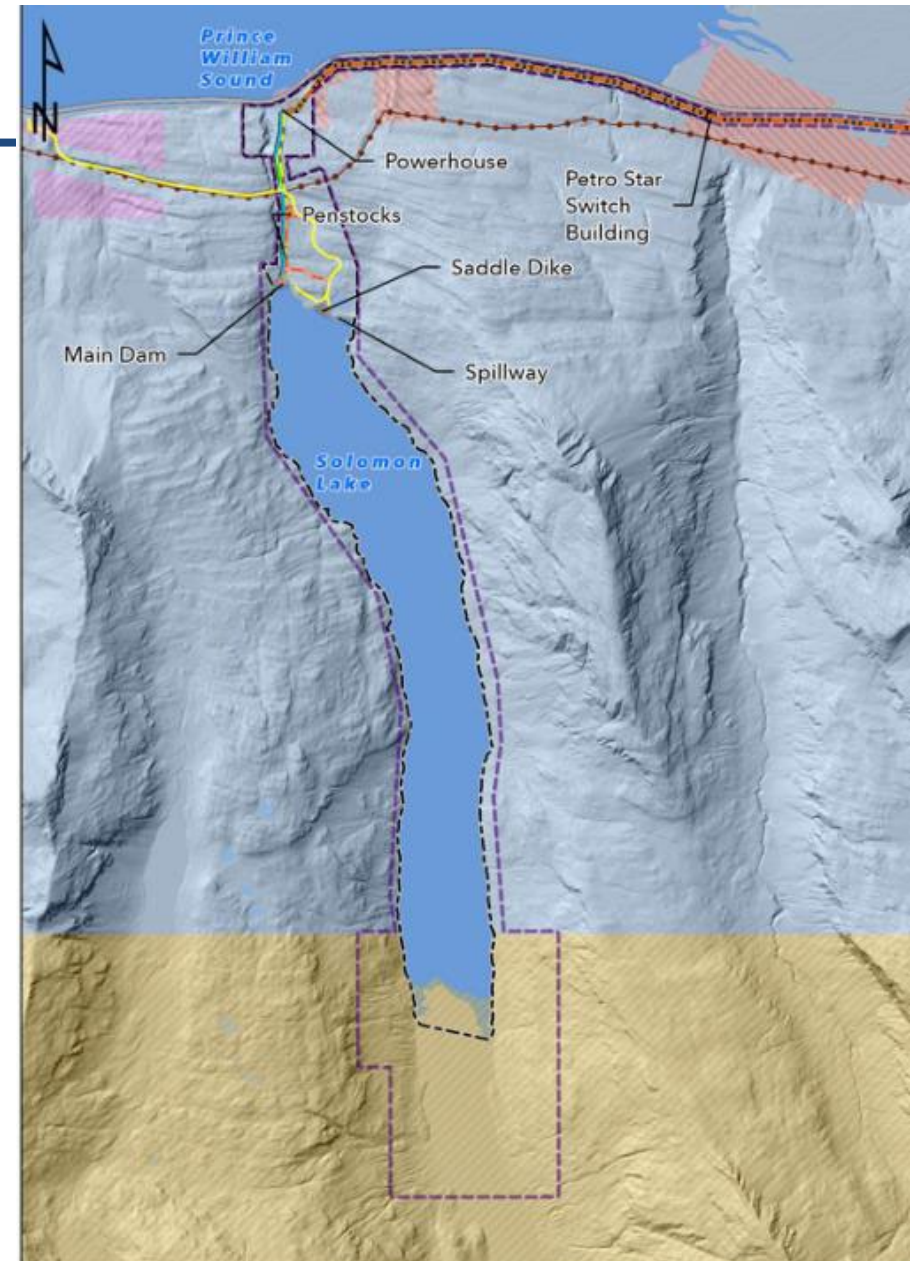 Prince
William
Sound
N
Powerhouse
Petro Star
Switch
Building
Penstocks
Saddle Dike
Main Dam
Spillway
Solomon
Lake